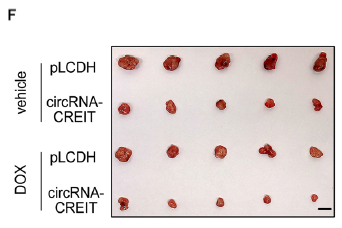 F
vehicle
pLCDH
circRNA-
CREIT
DOX
pLCDH
circRNA-
CREIT